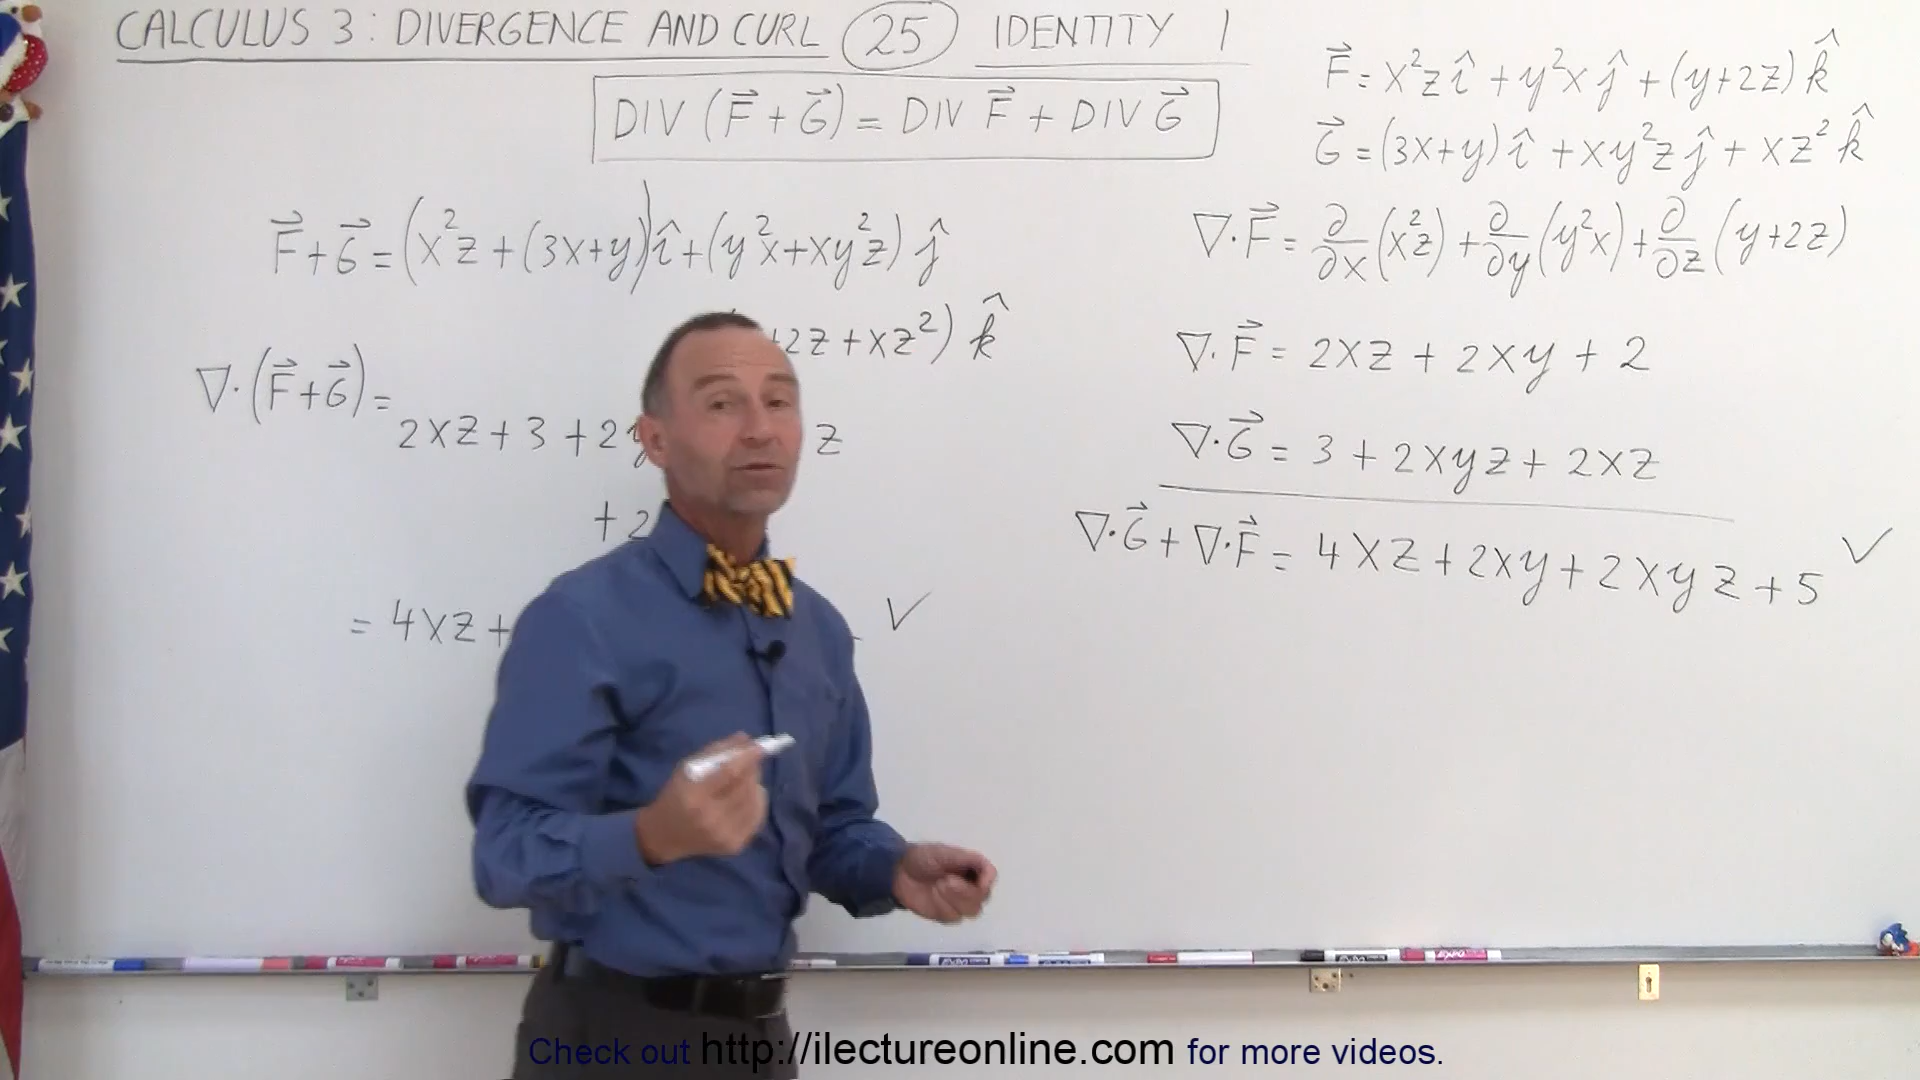 CALCULUS 3: DIVERGENCE AND CURL 25 IDENTITY 1
DIV (F⃗ + G⃗) = DIV F⃗ + DIV G⃗
F⃗ + G⃗ = (x²z + (3x+y))î + (y²x + xy²z) ĵ
+2z + xz²) k̂
∇·(F⃗+G⃗) =
2xz + 3 + 2y z
+ 2
= 4xz + ✓
F⃗ = x²z î + y²x ĵ + (y+2z) k̂
G⃗ = (3x+y) î + xy²z ĵ + xz² k̂
∇·F⃗ = ∂/∂x (x²z) + ∂/∂y (y²x) + ∂/∂z (y+2z)
∇·F⃗ = 2xz + 2xy + 2
∇·G⃗ = 3 + 2xyz + 2xz
∇·G⃗ + ∇·F⃗ = 4xz + 2xy + 2xyz + 5 ✓
Check out http://ilectureonline.com for more videos.